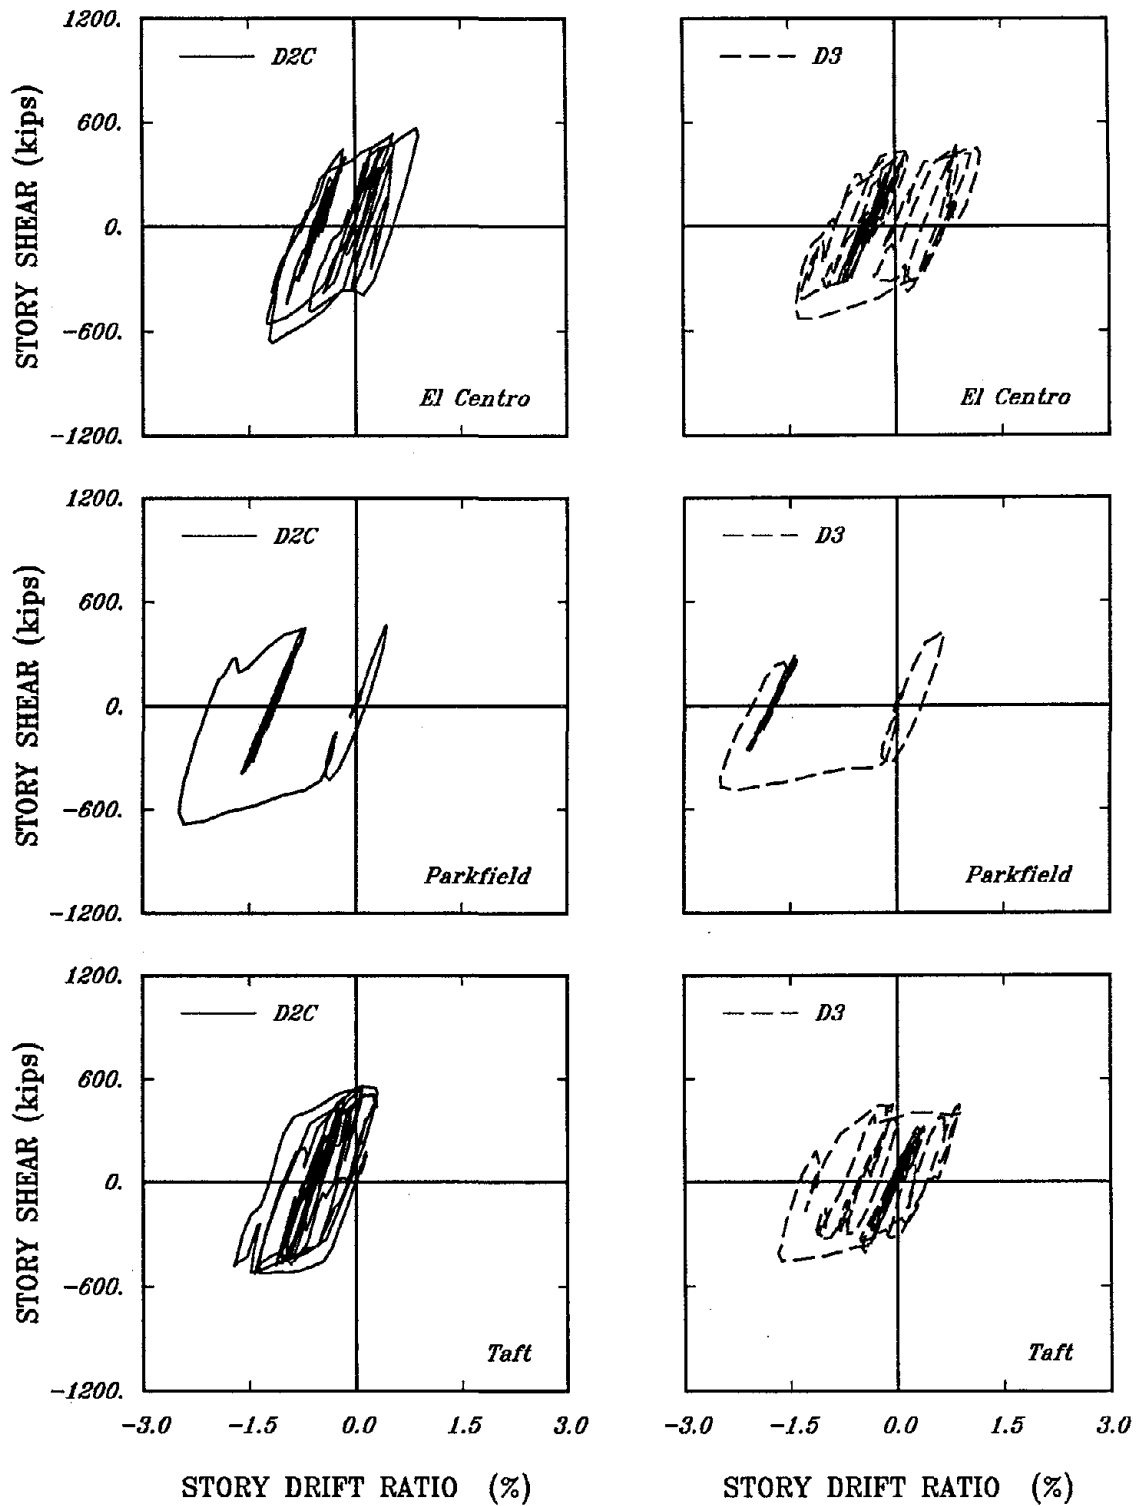 1200.
600.
0.
-600.
-1200.
STORY SHEAR (kips)
D2C
El Centro
D3
El Centro
1200.
600.
0.
-600.
-1200.
STORY SHEAR (kips)
D2C
Parkfield
D3
Parkfield
1200.
600.
0.
-600.
-1200.
STORY SHEAR (kips)
D2C
Taft
D3
Taft
-3.0 -1.5 0.0 1.5 3.0
-3.0 -1.5 0.0 1.5 3.0
STORY DRIFT RATIO (%)
STORY DRIFT RATIO (%)